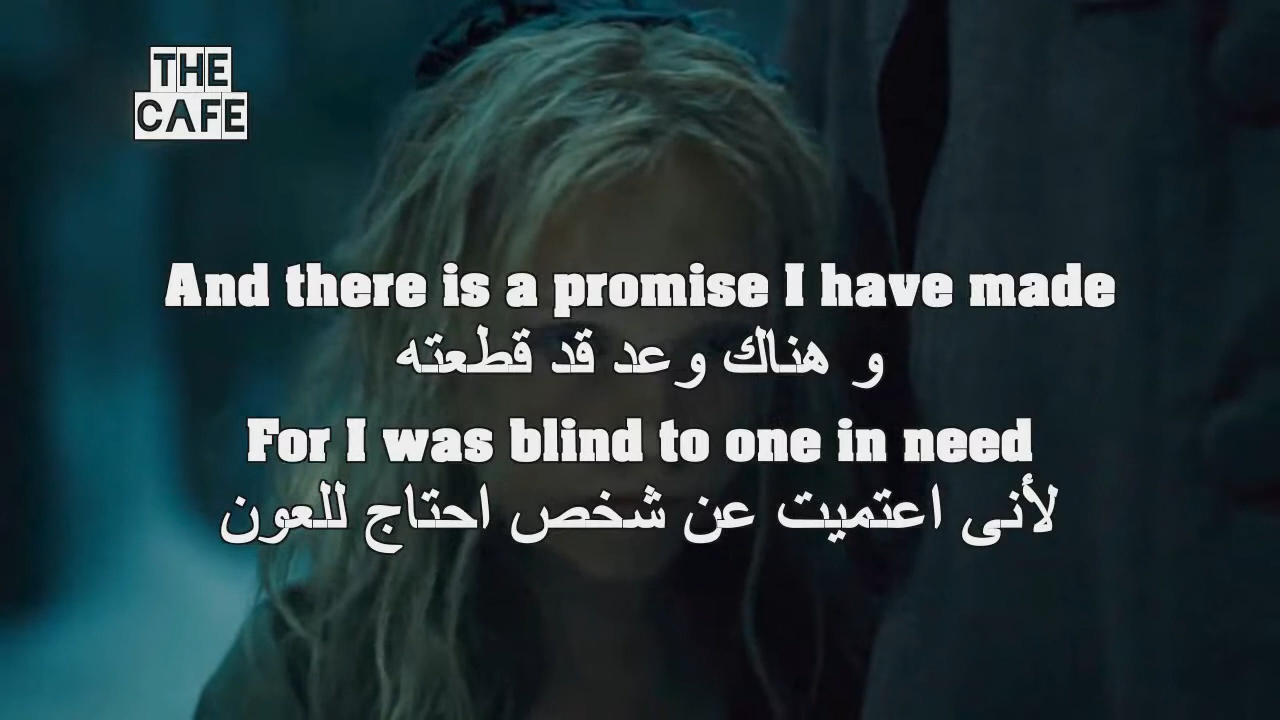 THE
CAFE
And there is a promise I have made
و هناك وعد قد قطعته
For I was blind to one in need
لأنى اعتميت عن شخص احتاج للعون